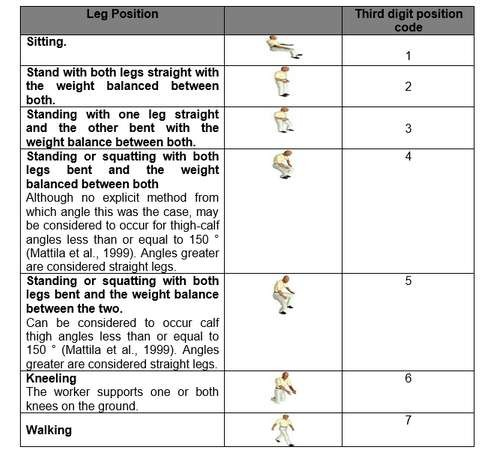 Leg Position
Third digit position
code
Sitting.
1
Stand with both legs straight with
the weight balanced between
both.
2
Standing with one leg straight
and the other bent with the
weight balance between both.
3
Standing or squatting with both
legs bent and the weight
balanced between both
Although no explicit method from
which angle this was the case, may
be considered to occur for thigh-calf
angles less than or equal to 150 °
(Mattila et al., 1999). Angles greater
are considered straight legs.
4
Standing or squatting with both
legs bent and the weight balance
between the two.
Can be considered to occur calf
thigh angles less than or equal to
150 ° (Mattila et al., 1999). Angles
greater are considered straight legs.
5
Kneeling
The worker supports one or both
knees on the ground.
6
Walking
7